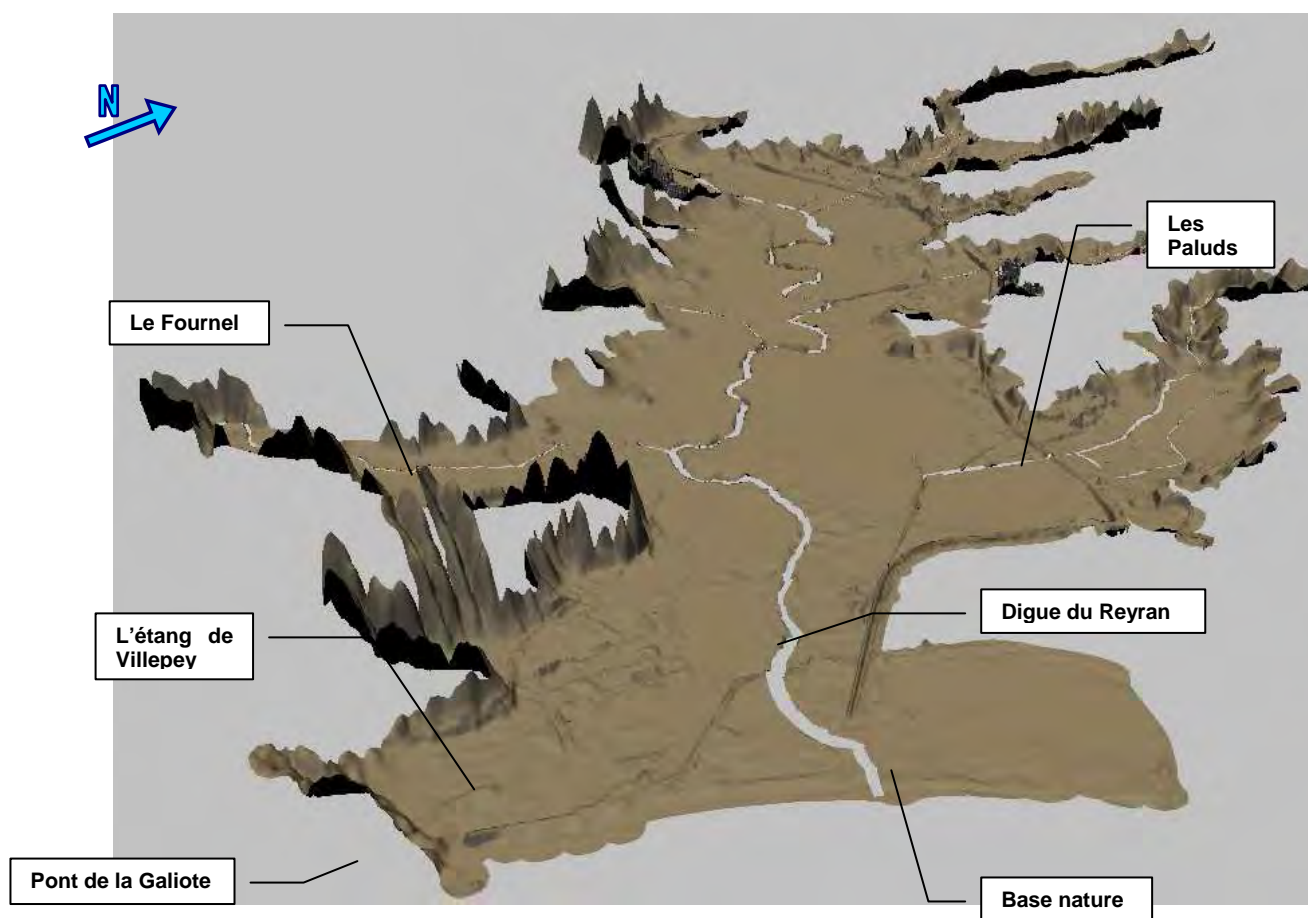 N
Les
Paluds
Le Fournel
Digue du Reyran
L'étang de
Villepey
Pont de la Galiote
Base nature